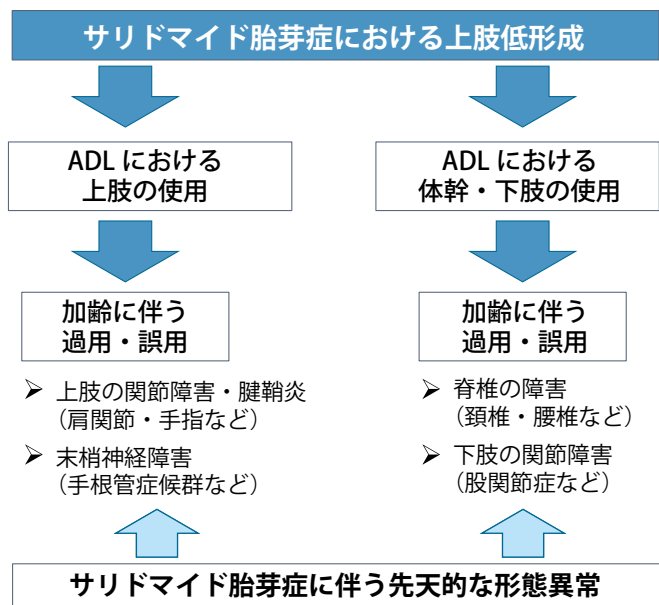 サリドマイド胎芽症における上肢低形成
ADL における
上肢の使用
ADL における
体幹・下肢の使用
加齢に伴う
過用・誤用
加齢に伴う
過用・誤用
➢ 上肢の関節障害・腱鞘炎
（肩関節・手指など）
➢ 末梢神経障害
（手根管症候群など）
➢ 脊椎の障害
（頚椎・腰椎など）
➢ 下肢の関節障害
（股関節症など）
サリドマイド胎芽症に伴う先天的な形態異常